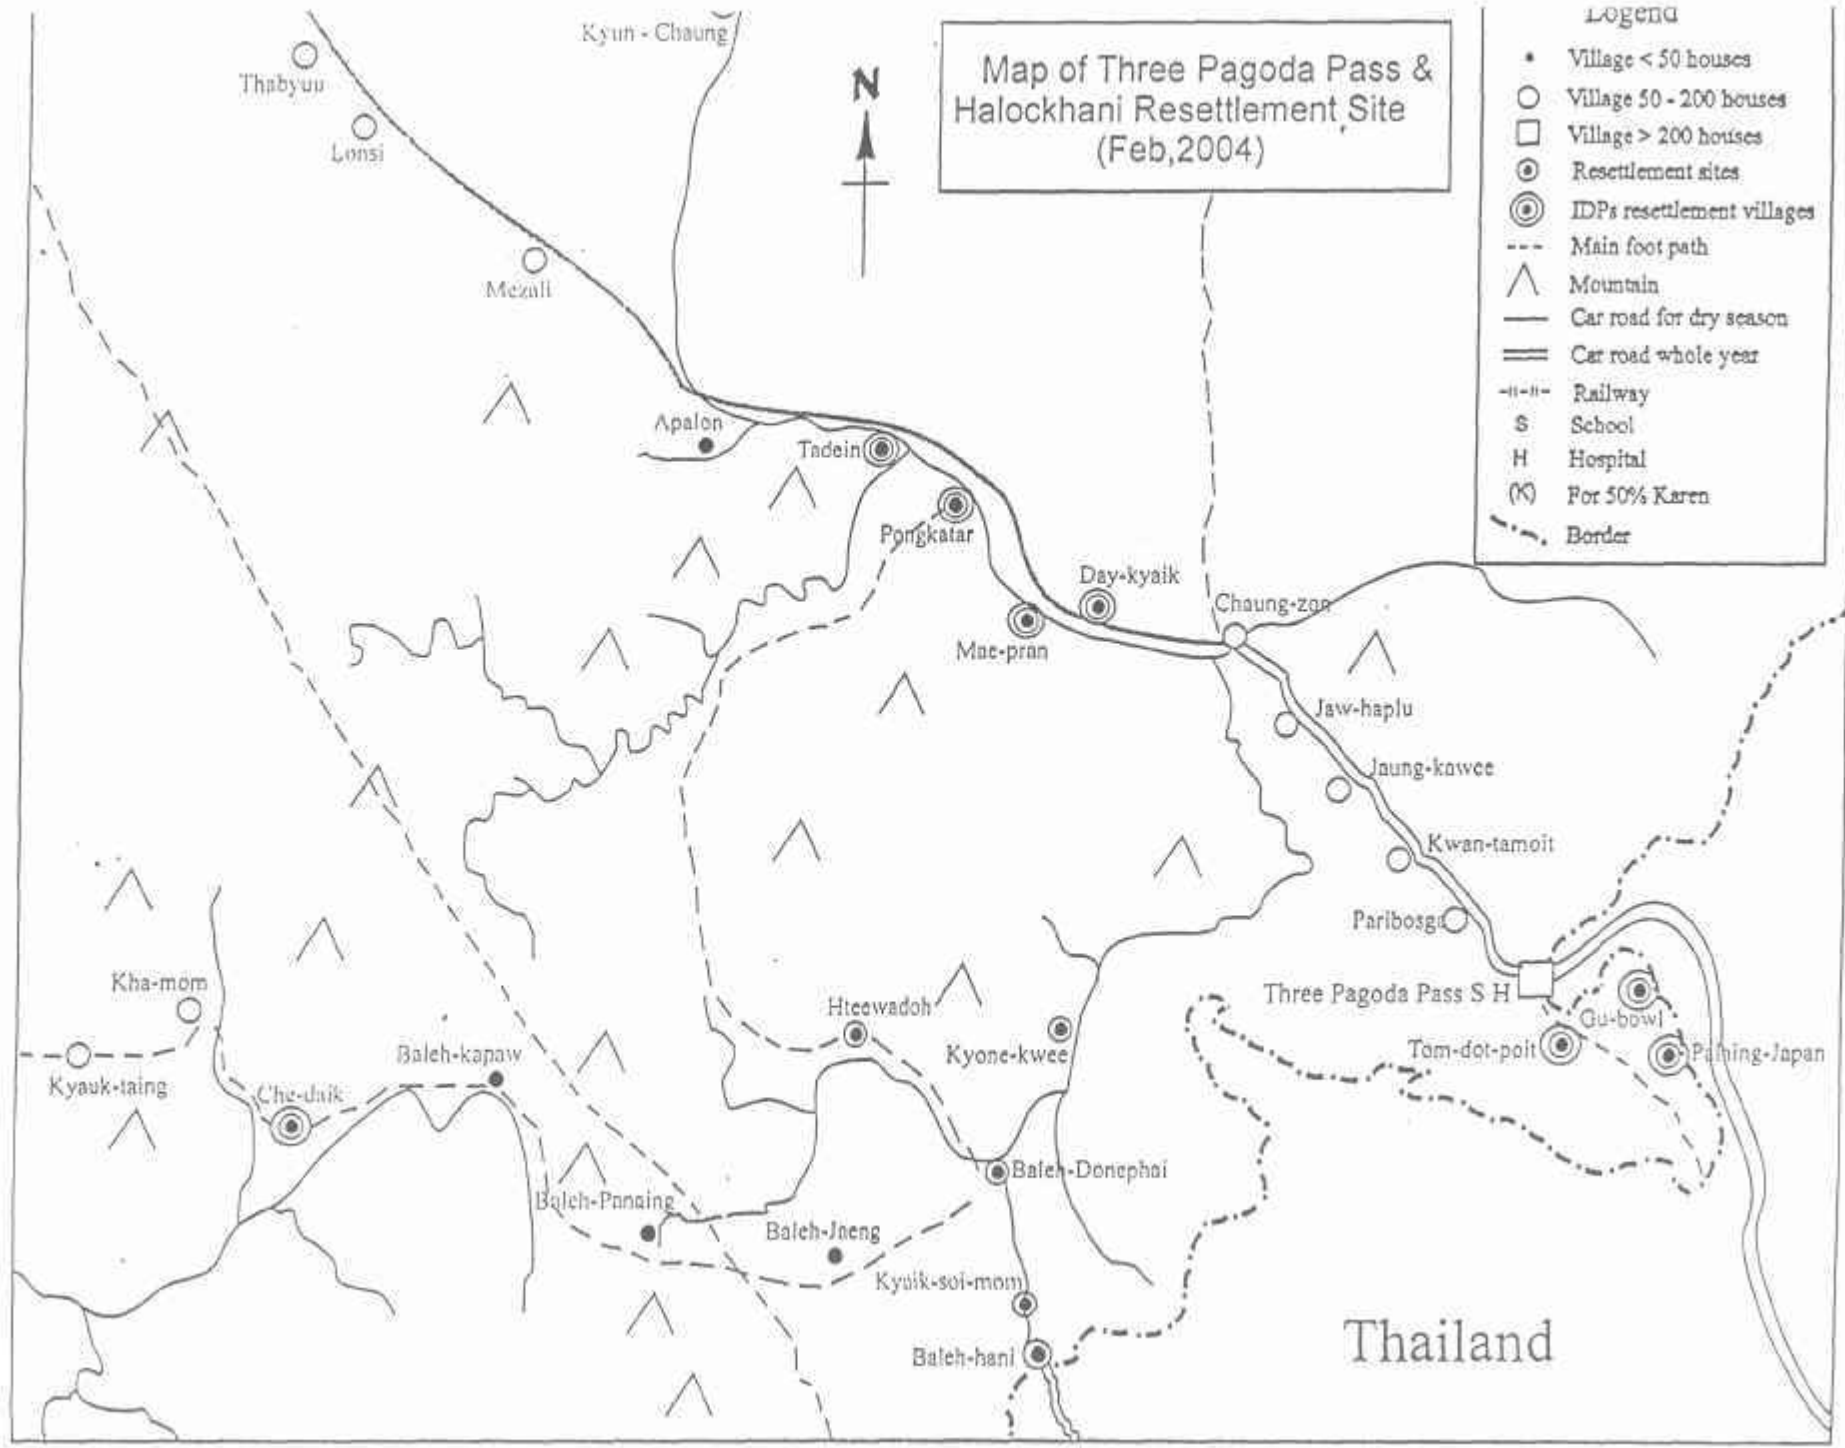 Kyun - Chaung
Thabyuu
Lonsi
Mezali
N
Map of Three Pagoda Pass &
Halockhani Resettlement Site
(Feb,2004)
Legend
Village < 50 houses
Village 50 - 200 houses
Village > 200 houses
Resettlement sites
IDPs resettlement villages
Main foot path
Mountain
Car road for dry season
Car road whole year
Railway
S School
H Hospital
(K) For 50% Karen
Border
Apalon
Tadein
Pongkatar
Day-kyaik
Mae-pran
Chaung-zon
Jaw-haplu
Jaung-kawee
Kwan-tamoit
Paribosga
Three Pagoda Pass S H
Gu-bowl
Tom-dot-poit
Kha-mom
Kyauk-taing
Che-daik
Baleh-kapaw
Hteewadoh
Kyone-kwee
Baleh-Donephai
Baleh-Panaing
Baleh-Jaeng
Kyaik-soi-mom
Baleh-hani
Thailand